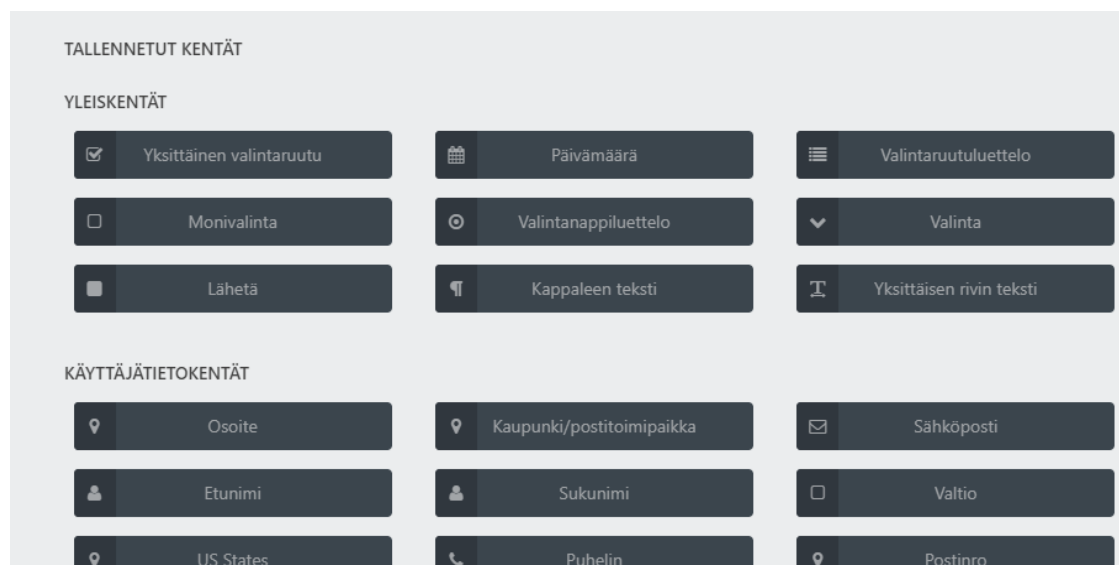 TALLENNETUT KENTÄT
YLEISKENTÄT
Yksittäinen valintaruutu
Päivämäärä
Valintaruutuluettelo
Monivalinta
Valintanappiluettelo
Valinta
Lähetä
Kappaleen teksti
Yksittäisen rivin teksti
KÄYTTÄJÄTIETOKENTÄT
Osoite
Kaupunki/postitoimipaikka
Sähköposti
Etunimi
Sukunimi
Valtio
US States
Puhelin
Postinro